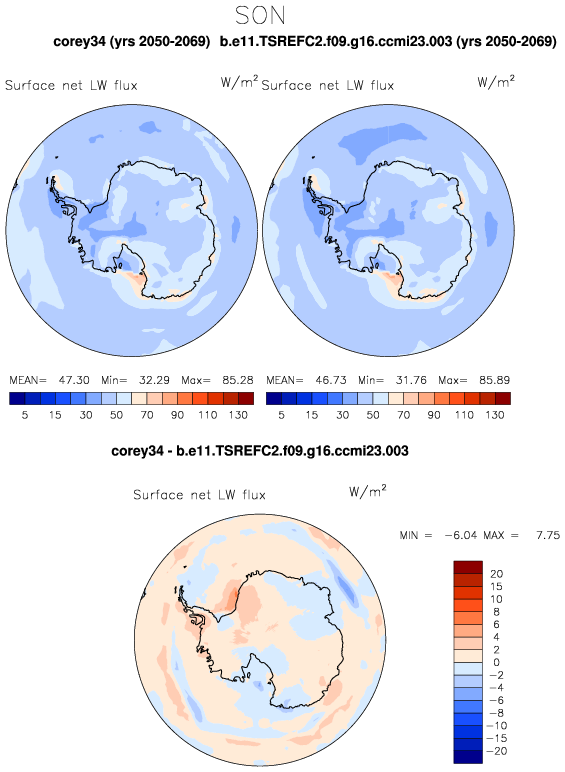 SON
corey34 (yrs 2050-2069) b.e11.TSREFC2.f09.g16.ccmi23.003 (yrs 2050-2069)
Surface net LW flux W/m² Surface net LW flux W/m²
MEAN= 47.30 Min= 32.29 Max= 85.28 MEAN= 46.73 Min= 31.76 Max= 85.89
5 15 30 50 70 90 110 130 5 15 30 50 70 90 110 130
corey34 - b.e11.TSREFC2.f09.g16.ccmi23.003
Surface net LW flux W/m²
MIN = -6.04 MAX = 7.75
20
15
10
8
6
4
2
0
-2
-4
-6
-8
-10
-15
-20